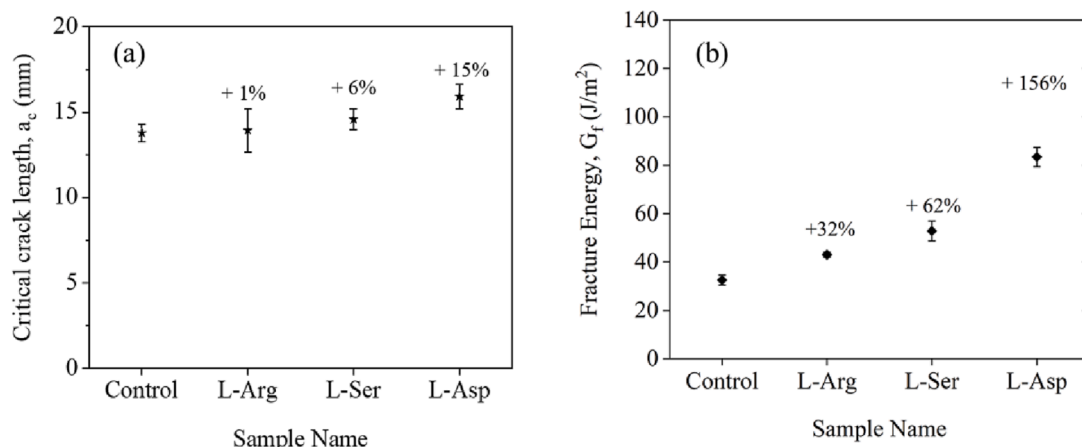 (a)
Critical crack length, a_c (mm)
20
15
10
5
0
+ 1%
+ 6%
+ 15%
Control L-Arg L-Ser L-Asp
Sample Name
(b)
Fracture Energy, G_f (J/m²)
140
120
100
80
60
40
20
0
+32%
+ 62%
+ 156%
Control L-Arg L-Ser L-Asp
Sample Name